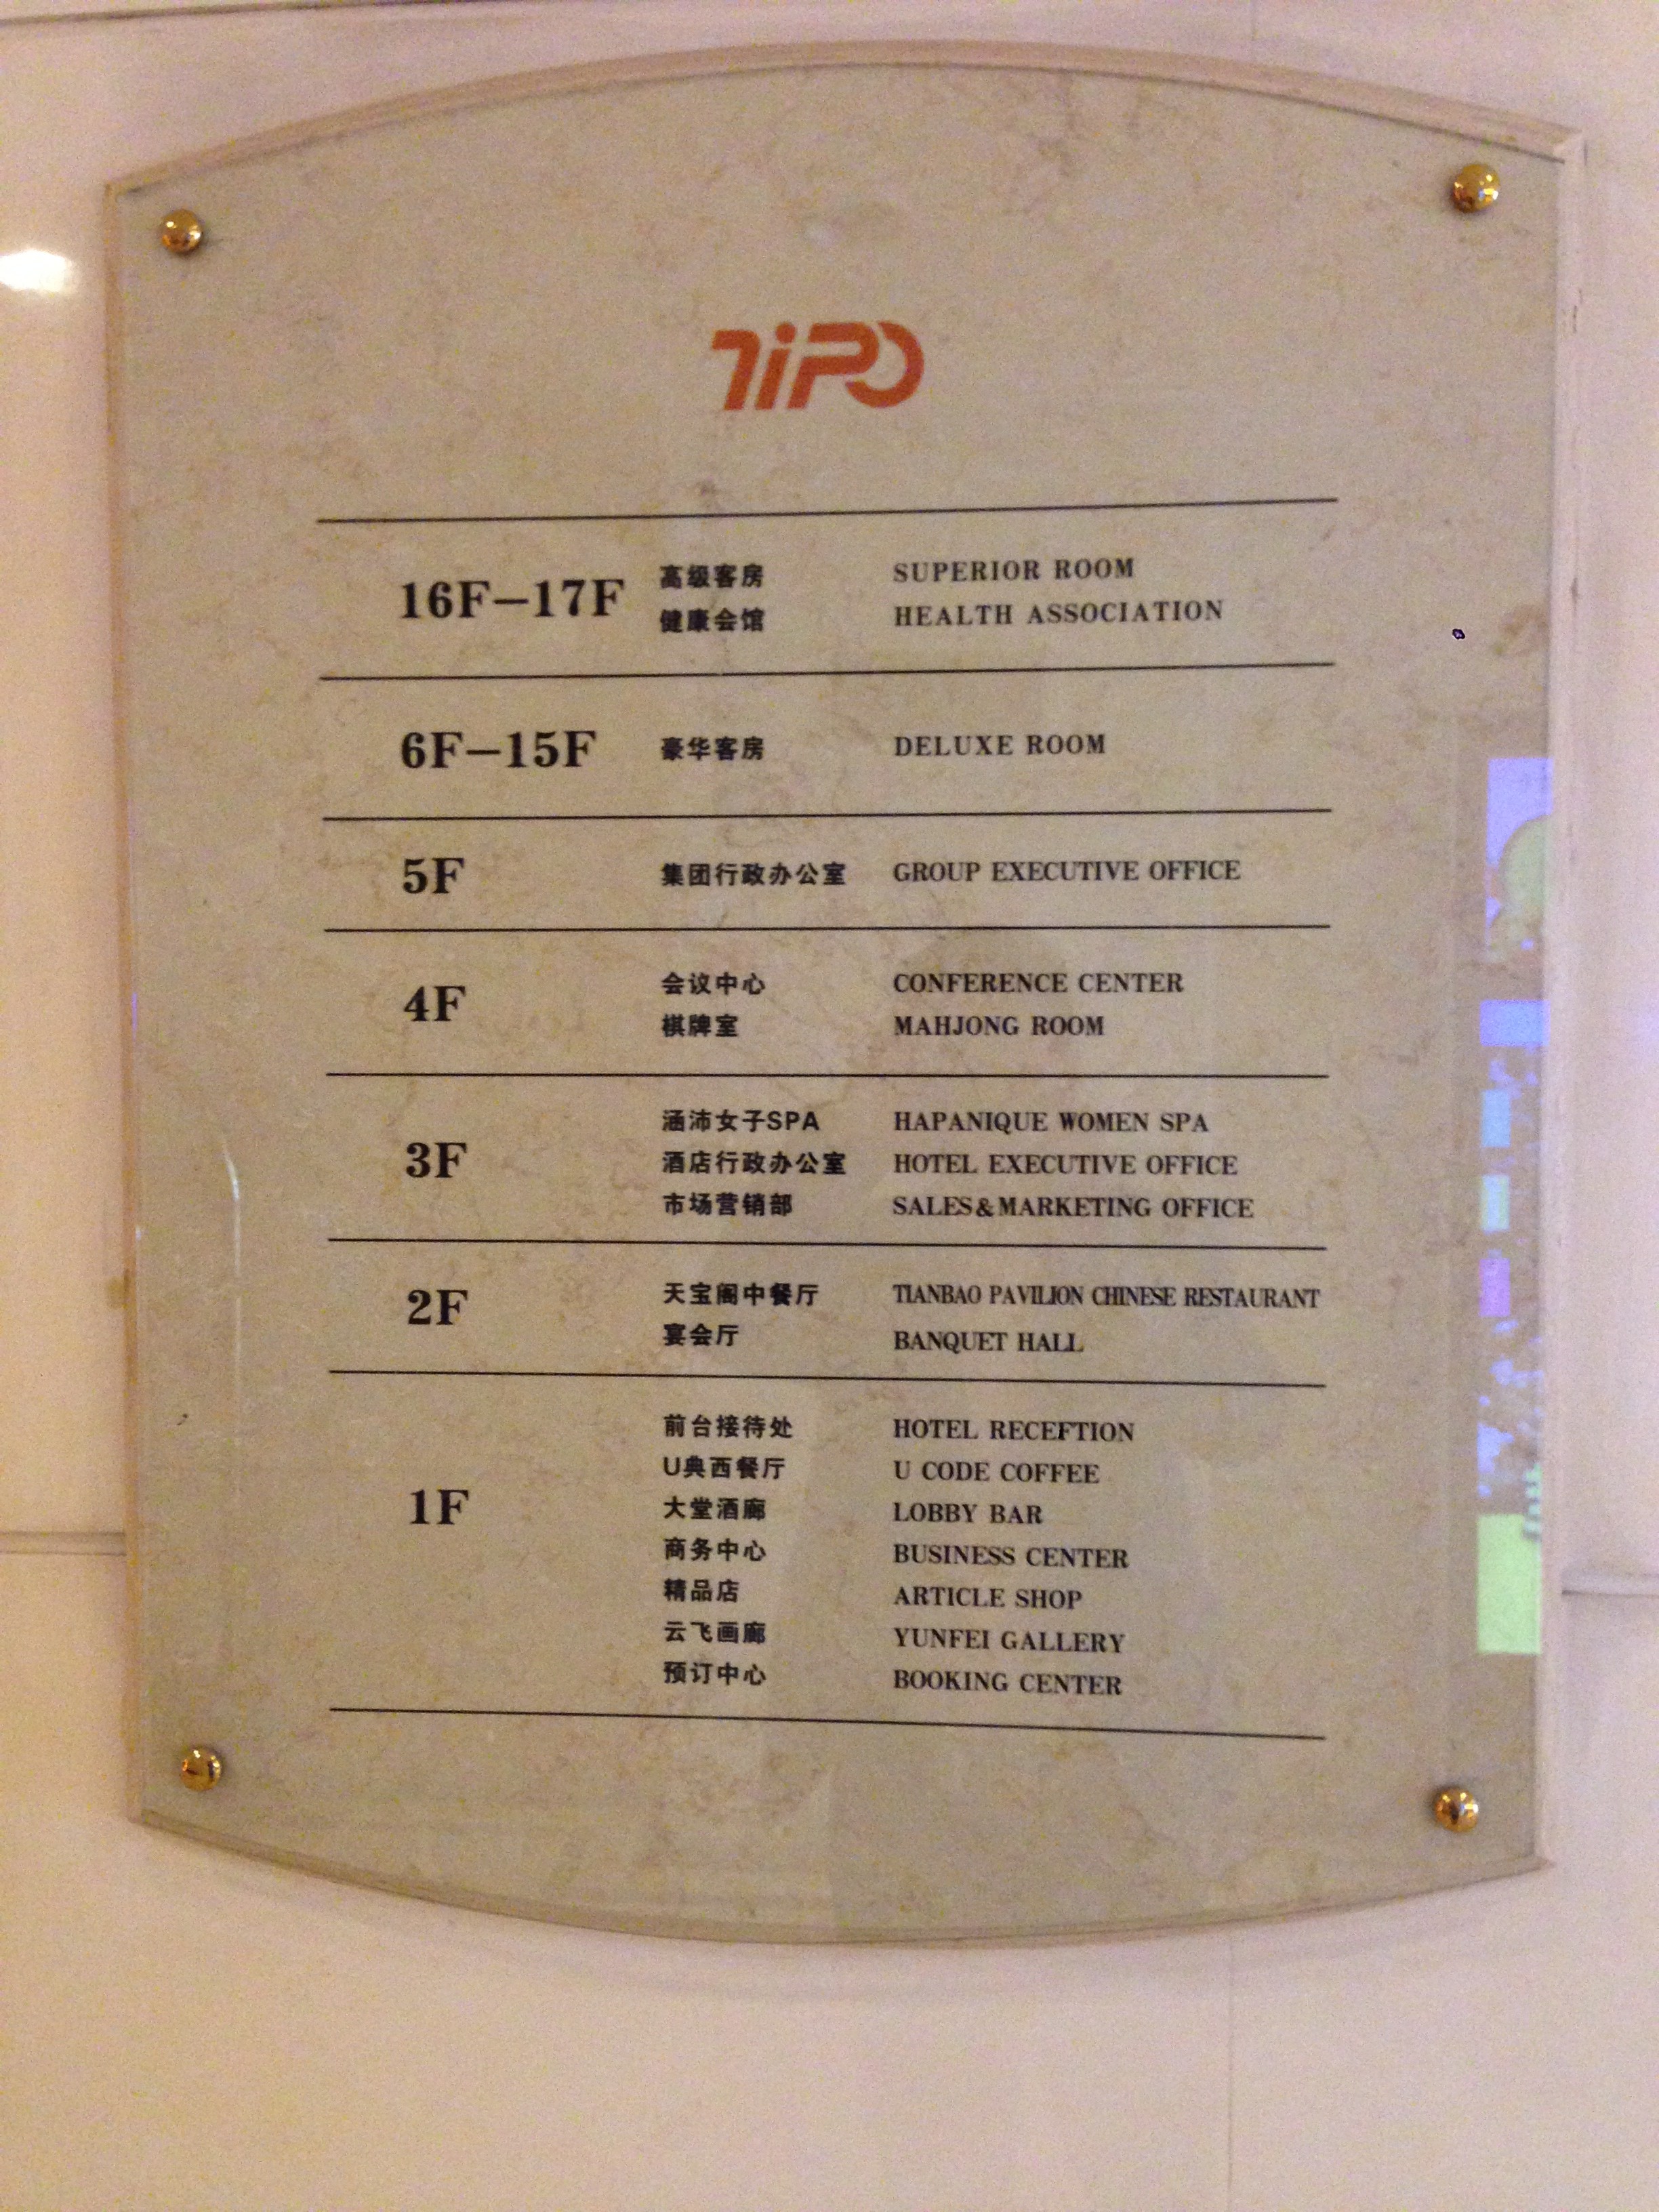 TiPO
16F—17F 高级客房 SUPERIOR ROOM
健康会馆 HEALTH ASSOCIATION
6F—15F 豪华客房 DELUXE ROOM
5F 集团行政办公室 GROUP EXECUTIVE OFFICE
4F 会议中心 CONFERENCE CENTER
棋牌室 MAHJONG ROOM
涵沛女子SPA HAPANIQUE WOMEN SPA
3F 酒店行政办公室 HOTEL EXECUTIVE OFFICE
市场营销部 SALES&MARKETING OFFICE
2F 天宝阁中餐厅 TIANBAO PAVILION CHINESE RESTAURANT
宴会厅 BANQUET HALL
前台接待处 HOTEL RECEFTION
U典西餐厅 U CODE COFFEE
1F 大堂酒廊 LOBBY BAR
商务中心 BUSINESS CENTER
精品店 ARTICLE SHOP
云飞画廊 YUNFEI GALLERY
预订中心 BOOKING CENTER